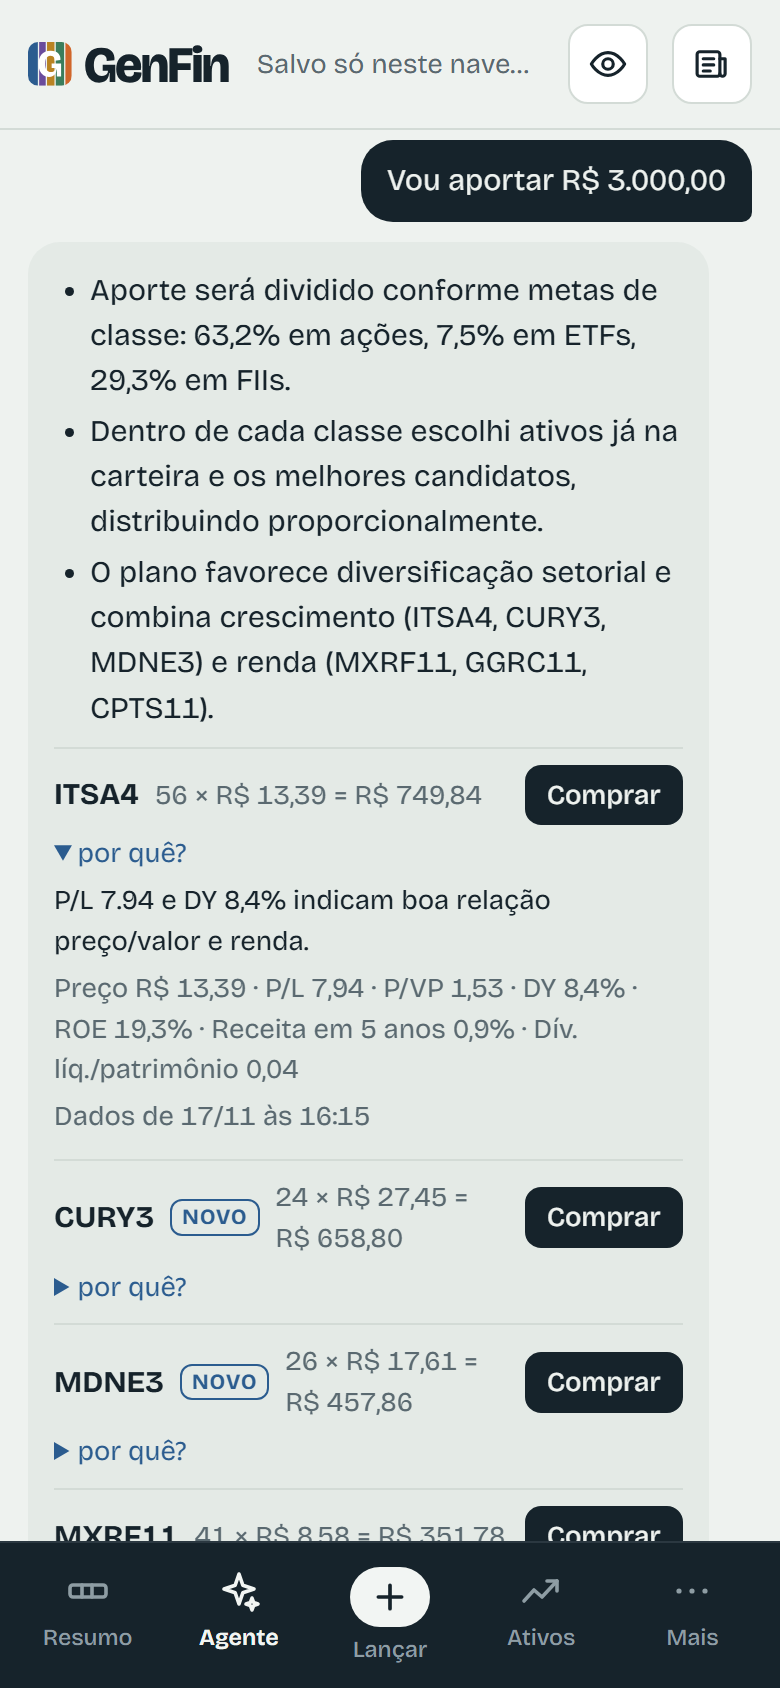 GenFin
Salvo só neste nave...
Vou aportar R$ 3.000,00
• Aporte será dividido conforme metas de
classe: 63,2% em ações, 7,5% em ETFs,
29,3% em FIIs.
• Dentro de cada classe escolhi ativos já na
carteira e os melhores candidatos,
distribuindo proporcionalmente.
• O plano favorece diversificação setorial e
combina crescimento (ITSA4, CURY3,
MDNE3) e renda (MXRF11, GGRC11,
CPTS11).
ITSA4 56 × R$ 13,39 = R$ 749,84 Comprar
▼ por quê?
P/L 7.94 e DY 8,4% indicam boa relação
preço/valor e renda.
Preço R$ 13,39 · P/L 7,94 · P/VP 1,53 · DY 8,4% ·
ROE 19,3% · Receita em 5 anos 0,9% · Dív.
líq./patrimônio 0,04
Dados de 17/11 às 16:15
CURY3 NOVO 24 × R$ 27,45 =
R$ 658,80 Comprar
▶ por quê?
MDNE3 NOVO 26 × R$ 17,61 =
R$ 457,86 Comprar
▶ por quê?
MXRF11 41 × R$ 8,58 = R$ 351,78 Comprar
Resumo Agente Lançar Ativos Mais